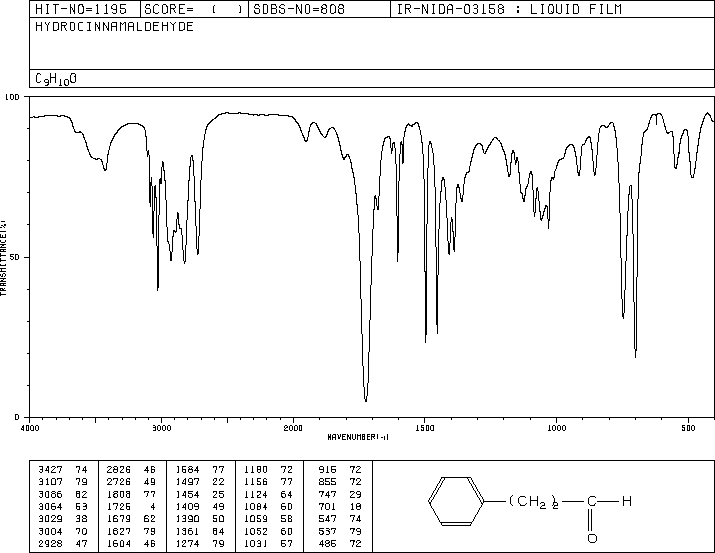 HIT-NO=1195 SCORE= ( ) SDBS-NO=808 IR-NIDA-03158 : LIQUID FILM
HYDROCINNAMALDEHYDE
C9H10O
100
50
0
TRANSMITTANCE(%)
4000 3000 2000 1500 1000 500
WAVENUMBER(-1)
3427 74 2826 46 1584 77 1180 72 916 72
3107 79 2726 49 1497 22 1156 77 855 72
3086 62 1808 77 1454 25 1124 64 747 29
3064 53 1725 4 1409 49 1084 60 701 18
3029 38 1679 62 1390 50 1059 58 547 74
3004 70 1627 79 1361 64 1052 60 537 79
2928 47 1604 46 1274 79 1031 57 486 72
(CH2)2 C H
O